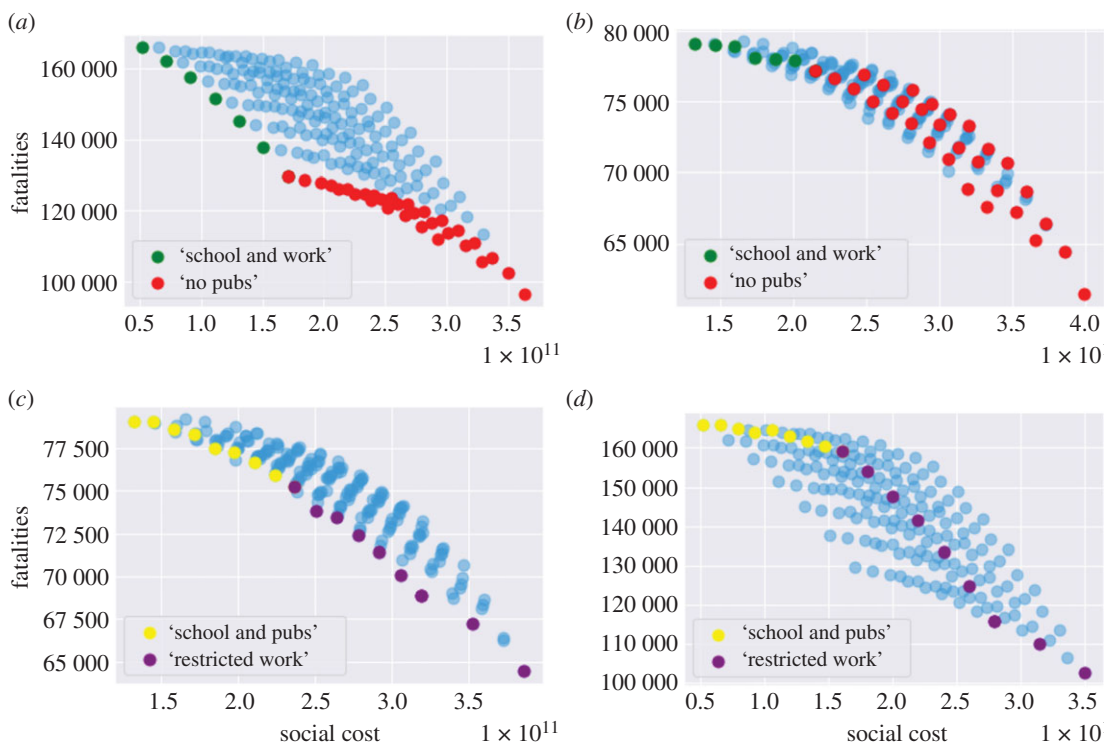 (a)
160 000
140 000
120 000
100 000
fatalities
'school and work'
'no pubs'
0.5 1.0 1.5 2.0 2.5 3.0 3.5
1 × 10^11
(b)
80 000
75 000
70 000
65 000
'school and work'
'no pubs'
1.5 2.0 2.5 3.0 3.5 4.0
1 × 10
(c)
77 500
75 000
72 500
70 000
67 500
65 000
fatalities
'school and pubs'
'restricted work'
2.0 2.5 3.0 3.5
1.5
social cost
1 × 10^11
(d)
160 000
150 000
140 000
130 000
120 000
110 000
100 000
'school and pubs'
'restricted work'
0.5 1.0 1.5 2.0 2.5 3.0 3.5
social cost
1 × 10